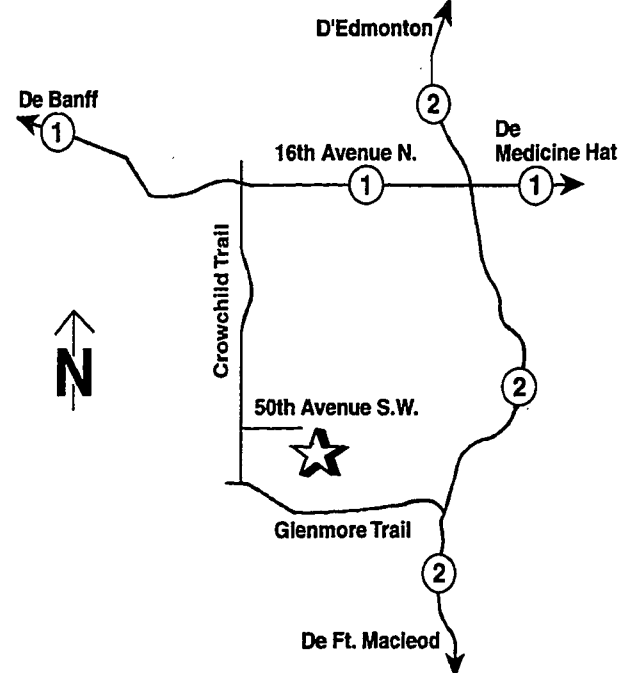 D'Edmonton
2
De Banff
1
De
Medicine Hat
16th Avenue N.
1
1
Crowchild Trail
N
2
50th Avenue S.W.
Glenmore Trail
2
De Ft. Macleod